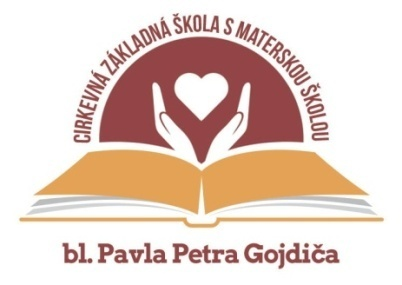 CIRKEVNÁ ZÁKLADNÁ ŠKOLA S MATERSKOU ŠKOLOU
bl. Pavla Petra Gojdiča